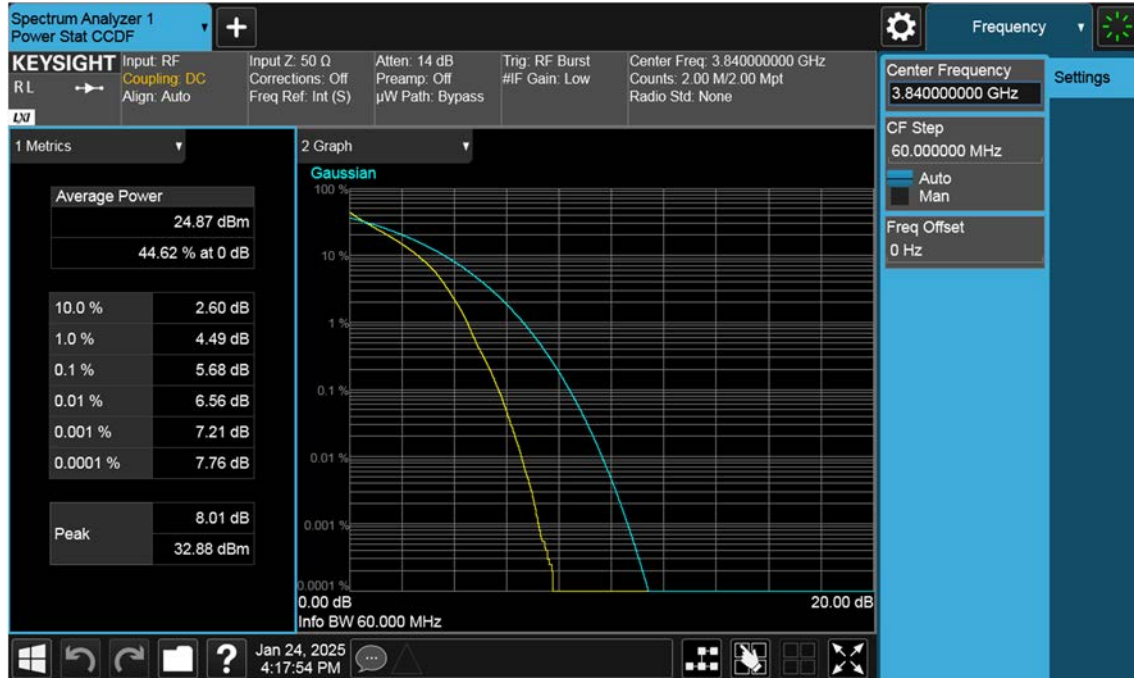 Spectrum Analyzer 1
Power Stat CCDF
+
Frequency
KEYSIGHT
R L
LXI
Input: RF
Coupling: DC
Align: Auto
Input Z: 50 Ω
Corrections: Off
Freq Ref: Int (S)
Atten: 14 dB
Preamp: Off
µW Path: Bypass
Trig: RF Burst
#IF Gain: Low
Center Freq: 3.840000000 GHz
Counts: 2.00 M/2.00 Mpt
Radio Std: None
Center Frequency
3.840000000 GHz
Settings
CF Step
60.000000 MHz
Auto
Man
Freq Offset
0 Hz
1 Metrics
Average Power
24.87 dBm
44.62 % at 0 dB
10.0 % 2.60 dB
1.0 % 4.49 dB
0.1 % 5.68 dB
0.01 % 6.56 dB
0.001 % 7.21 dB
0.0001 % 7.76 dB
Peak
8.01 dB
32.88 dBm
2 Graph
Gaussian
100 %
10 %
1 %
0.1 %
0.01 %
0.001 %
0.0001 %
0.00 dB 20.00 dB
Info BW 60.000 MHz
?
Jan 24, 2025
4:17:54 PM